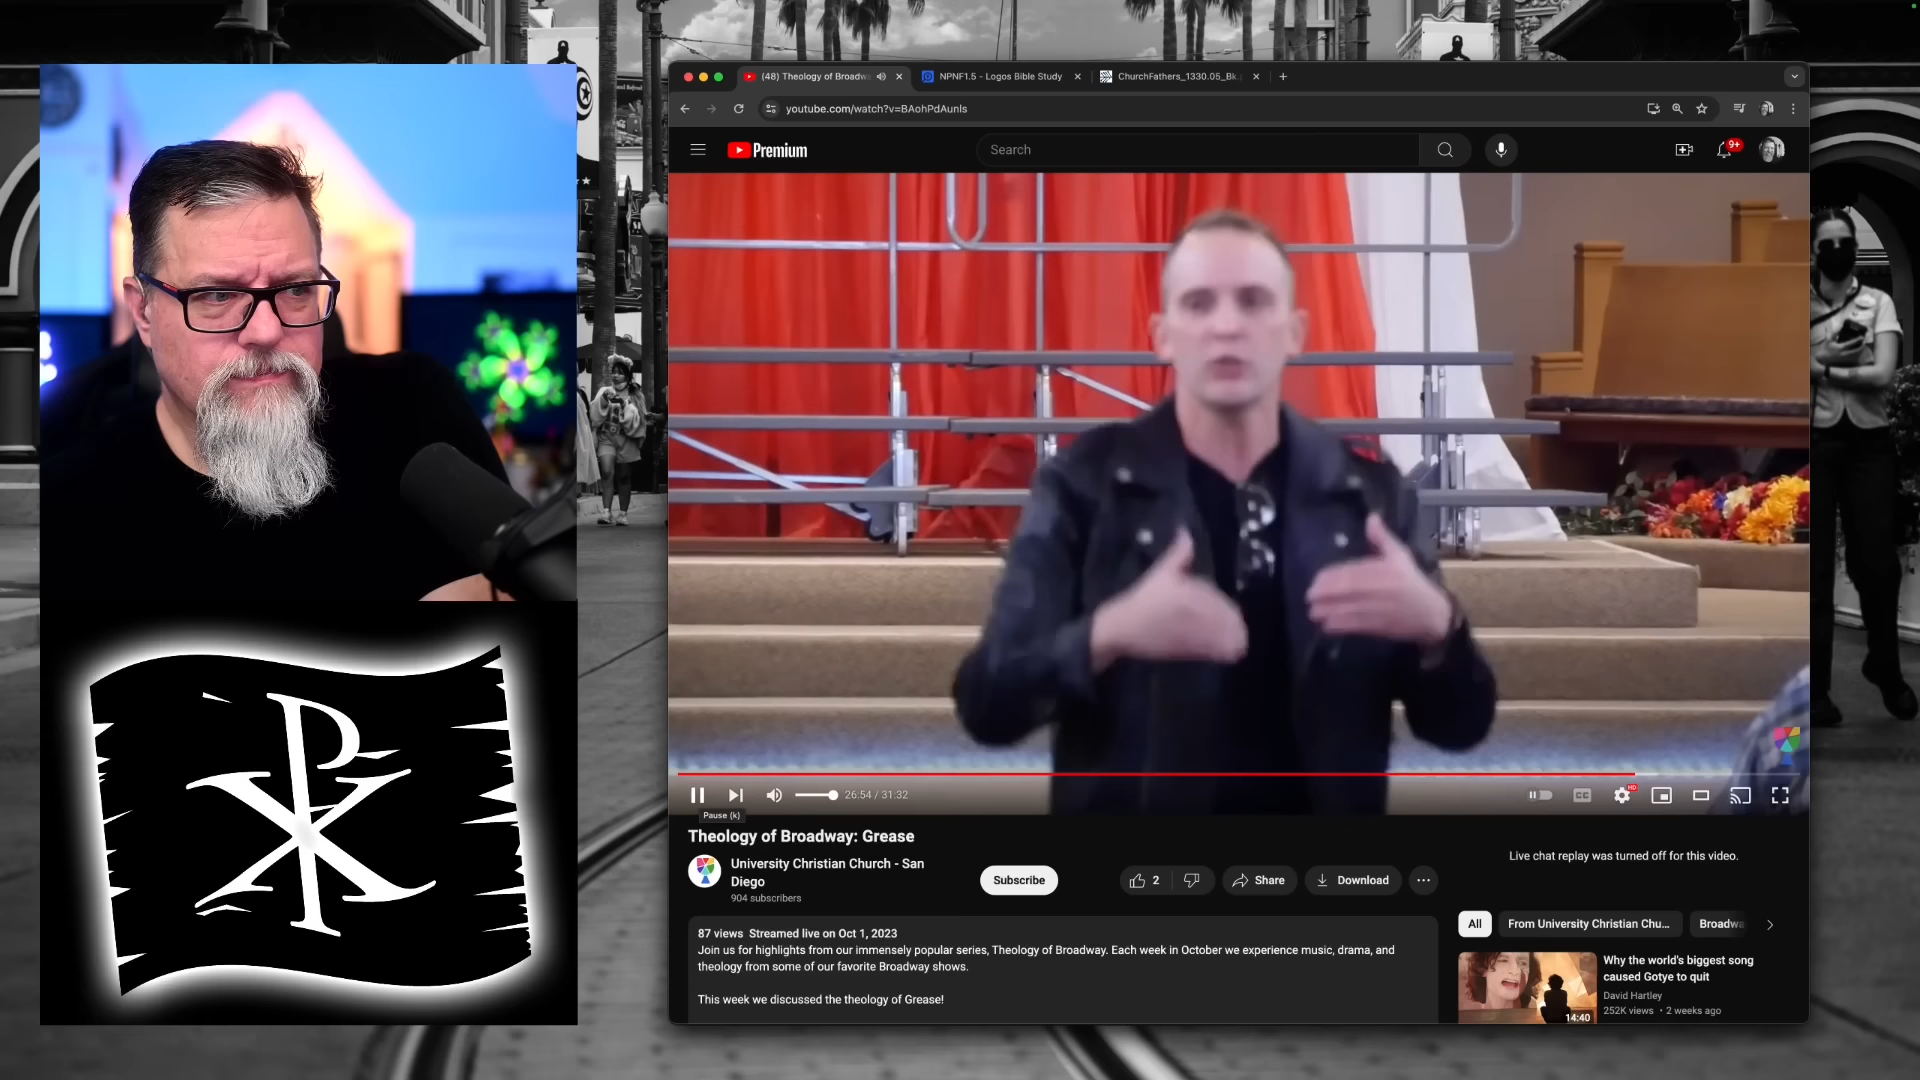 (48) Theology of Broadwa
NPNF1.5 - Logos Bible Study
ChurchFathers_1330.05_Bk.
youtube.com/watch?v=BAohPdAunIs
Premium
Search
9+
26:54 / 31:32
CC
HD
Pause (k)
Theology of Broadway: Grease
University Christian Church - San
Diego
904 subscribers
Subscribe
2
Share
Download
Live chat replay was turned off for this video.
87 views Streamed live on Oct 1, 2023
Join us for highlights from our immensely popular series, Theology of Broadway. Each week in October we experience music, drama, and
theology from some of our favorite Broadway shows.
This week we discussed the theology of Grease!
All
From University Christian Chu...
Broadwa
Why the world's biggest song
caused Gotye to quit
David Hartley
252K views • 2 weeks ago
14:40